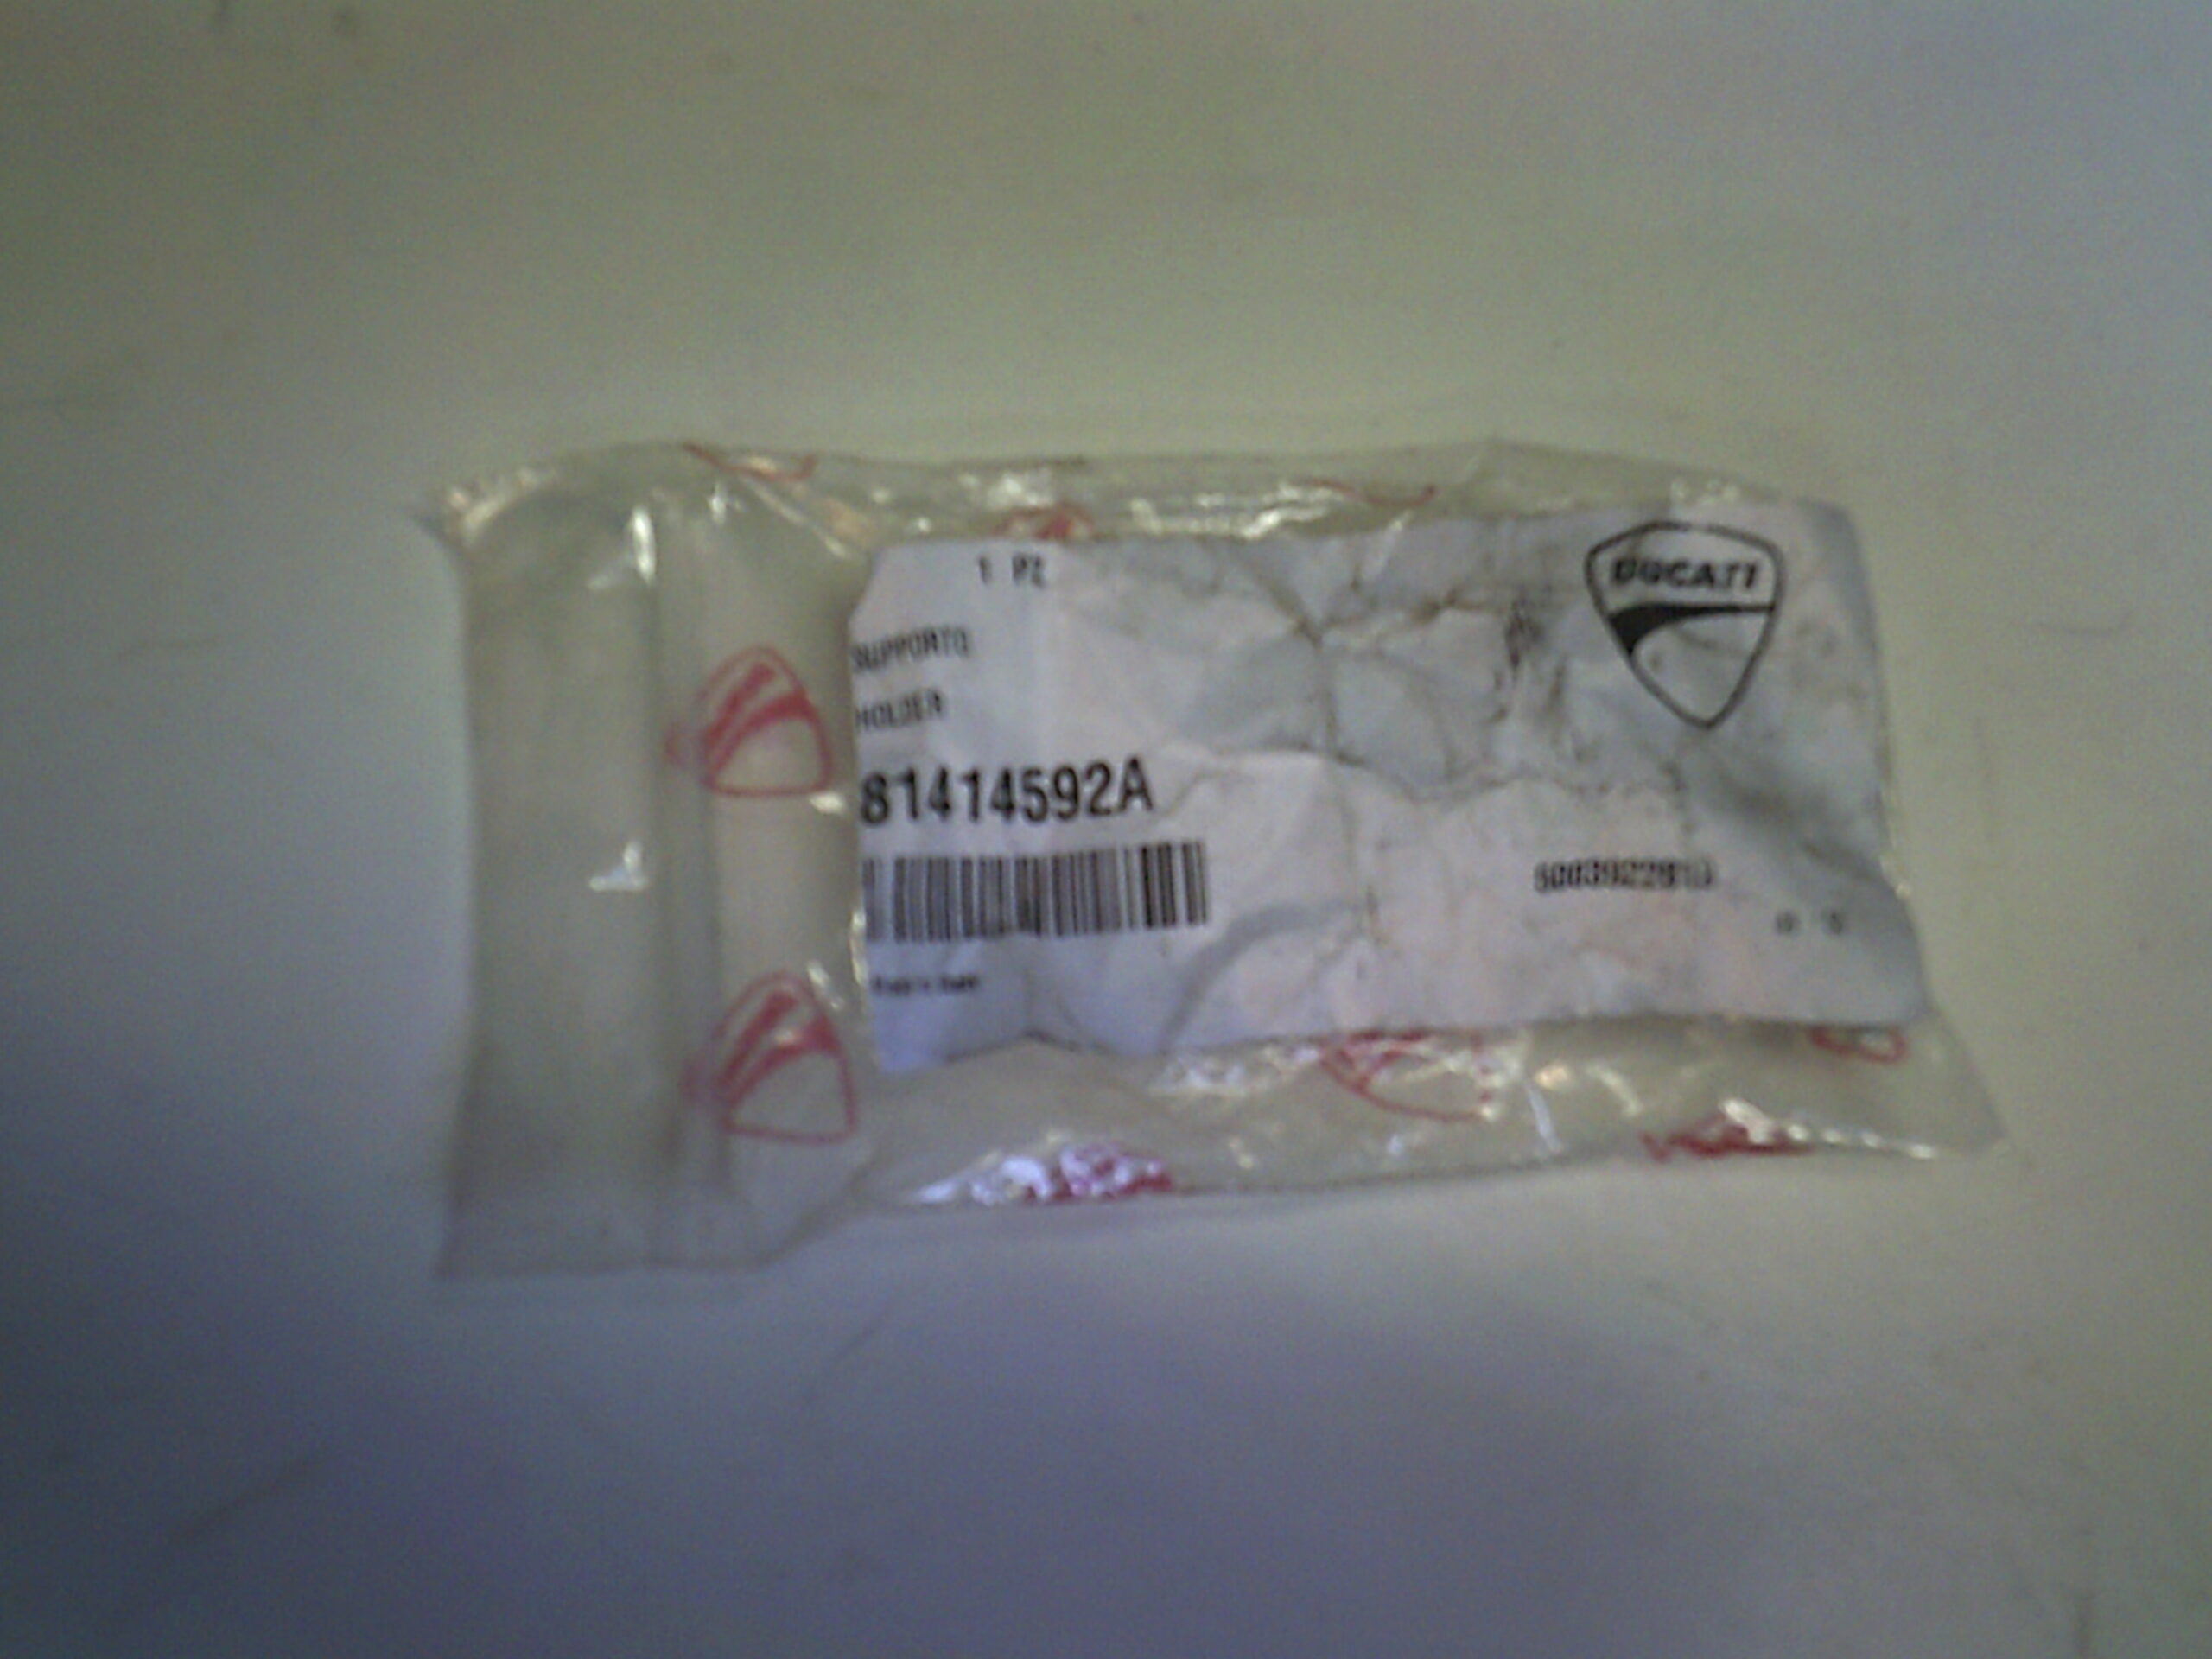 1 PZ
DUCATI
SUPPORTO
HOLDER
81414592A